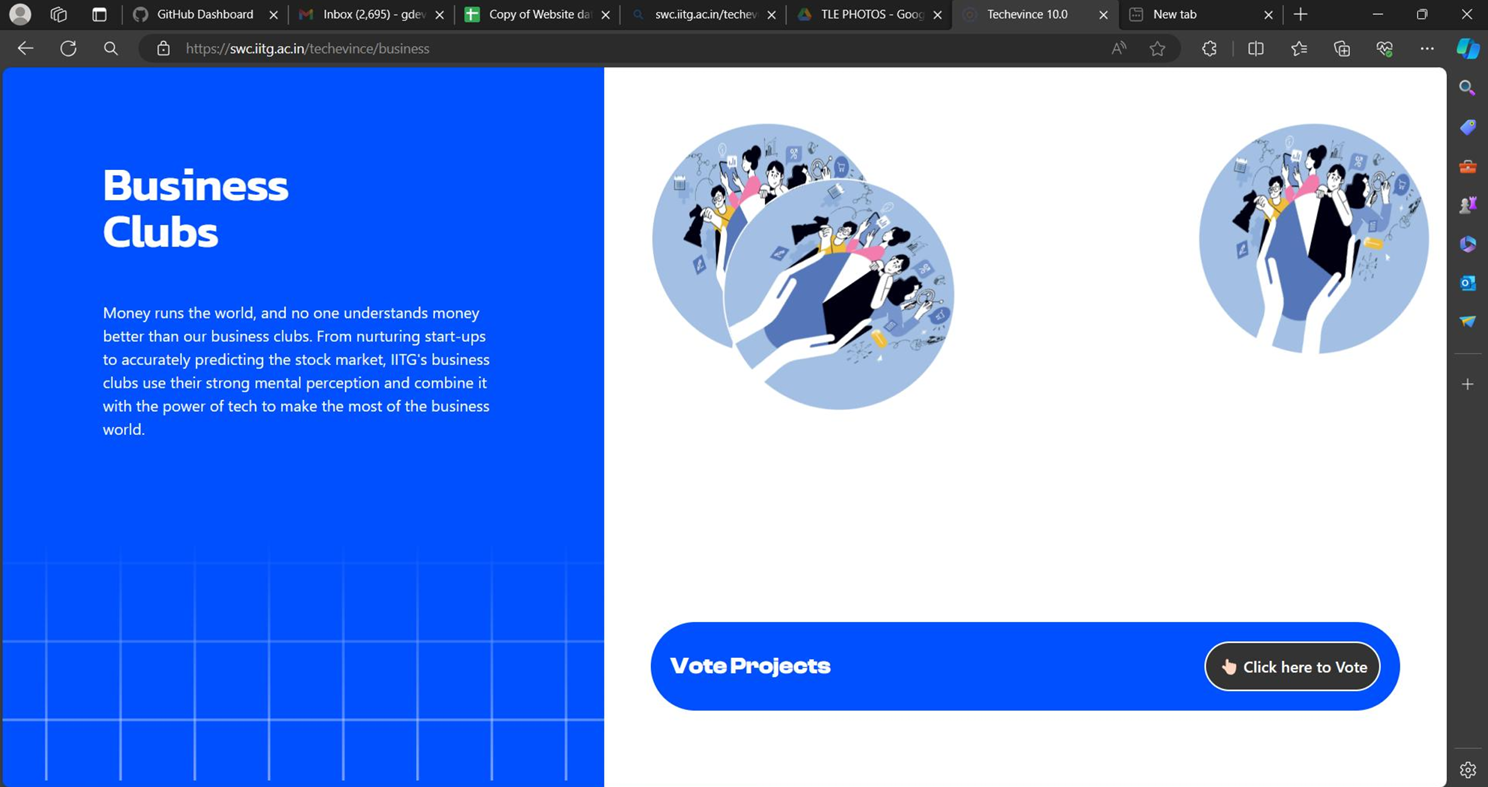 GitHub Dashboard
Inbox (2,695) - gdev
Copy of Website dat
swc.iitg.ac.in/techevi
TLE PHOTOS - Goog
Techevince 10.0
New tab
https://swc.iitg.ac.in/techevince/business
Business
Clubs
Money runs the world, and no one understands money
better than our business clubs. From nurturing start-ups
to accurately predicting the stock market, IITG's business
clubs use their strong mental perception and combine it
with the power of tech to make the most of the business
world.
Vote Projects
👆 Click here to Vote